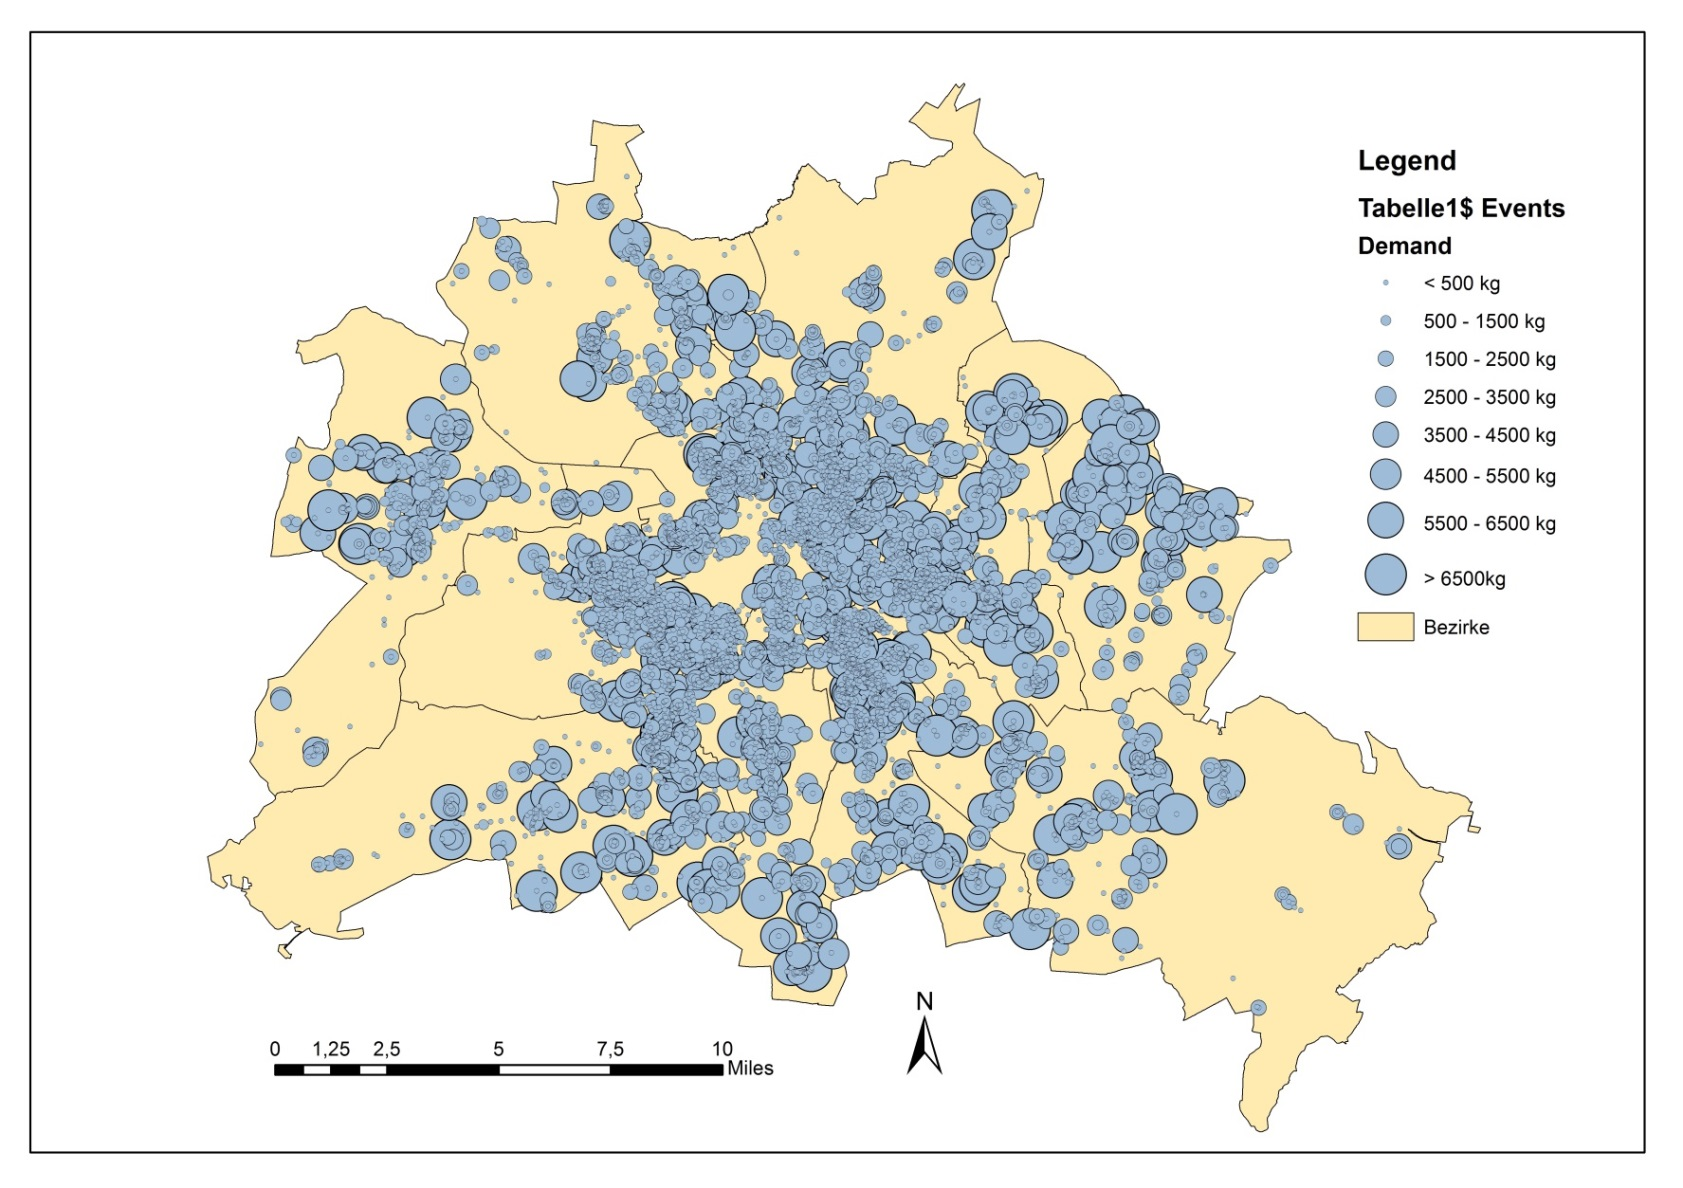 Legend
Tabelle1$ Events
Demand
< 500 kg
500 - 1500 kg
1500 - 2500 kg
2500 - 3500 kg
3500 - 4500 kg
4500 - 5500 kg
5500 - 6500 kg
> 6500kg
Bezirke
N
0 1,25 2,5 5 7,5 10
Miles